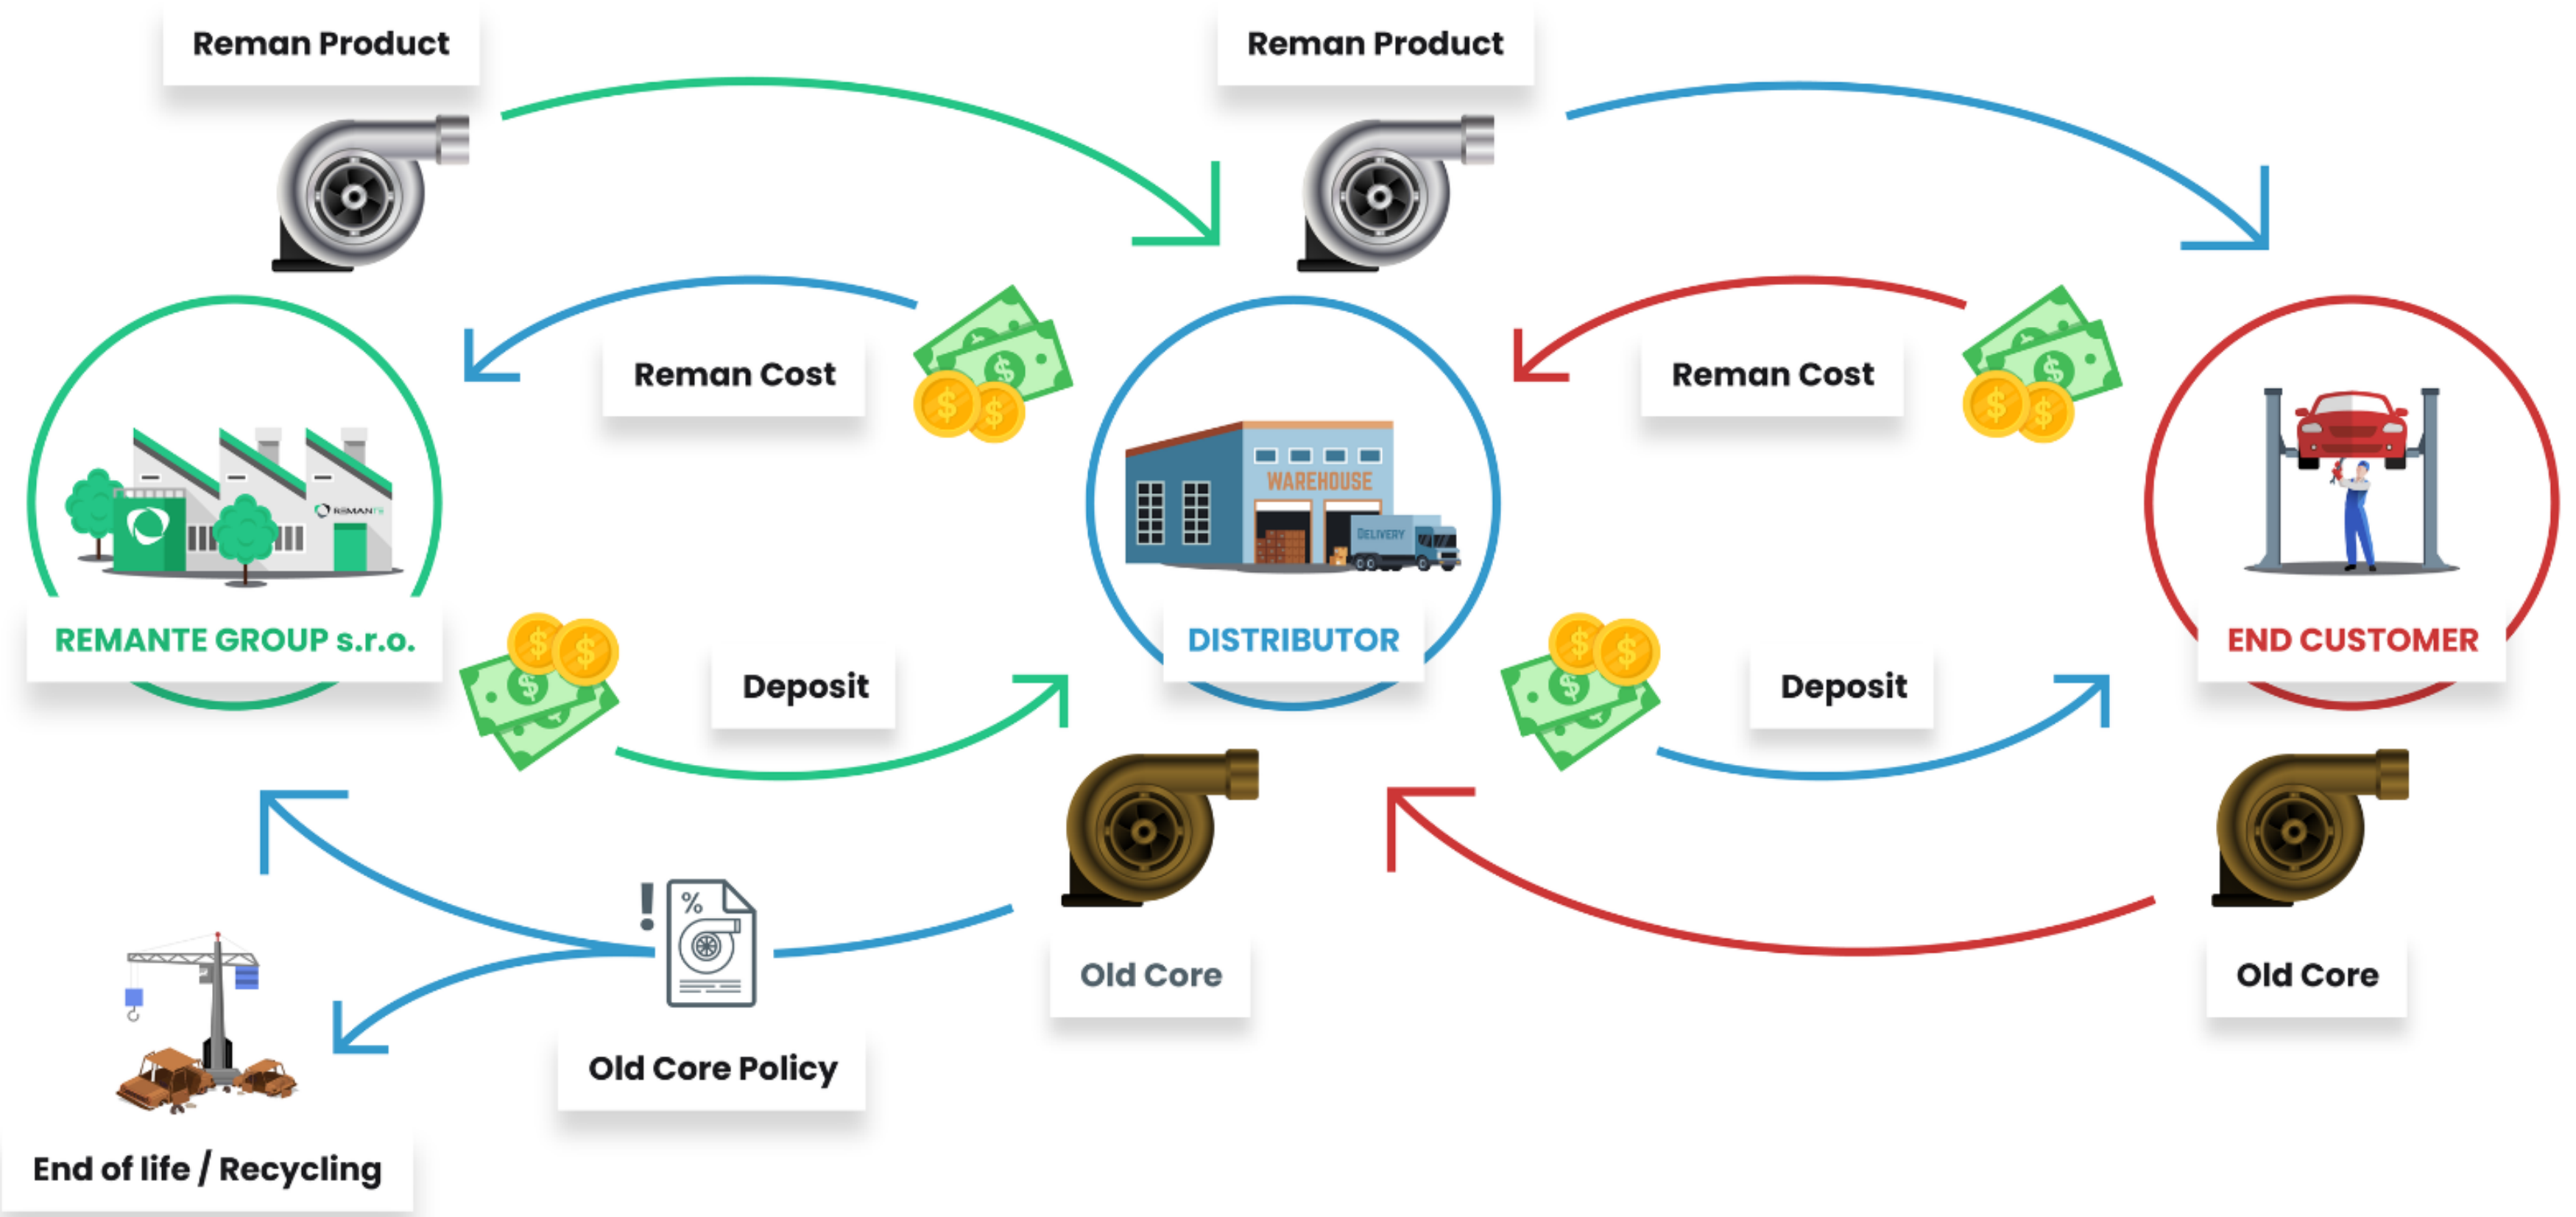 Reman Product
Reman Product
Reman Cost
Reman Cost
WAREHOUSE
DELIVERY
REMANTE
REMANTE GROUP s.r.o.
DISTRIBUTOR
END CUSTOMER
Deposit
Deposit
%
Old Core
Old Core
Old Core Policy
End of life / Recycling